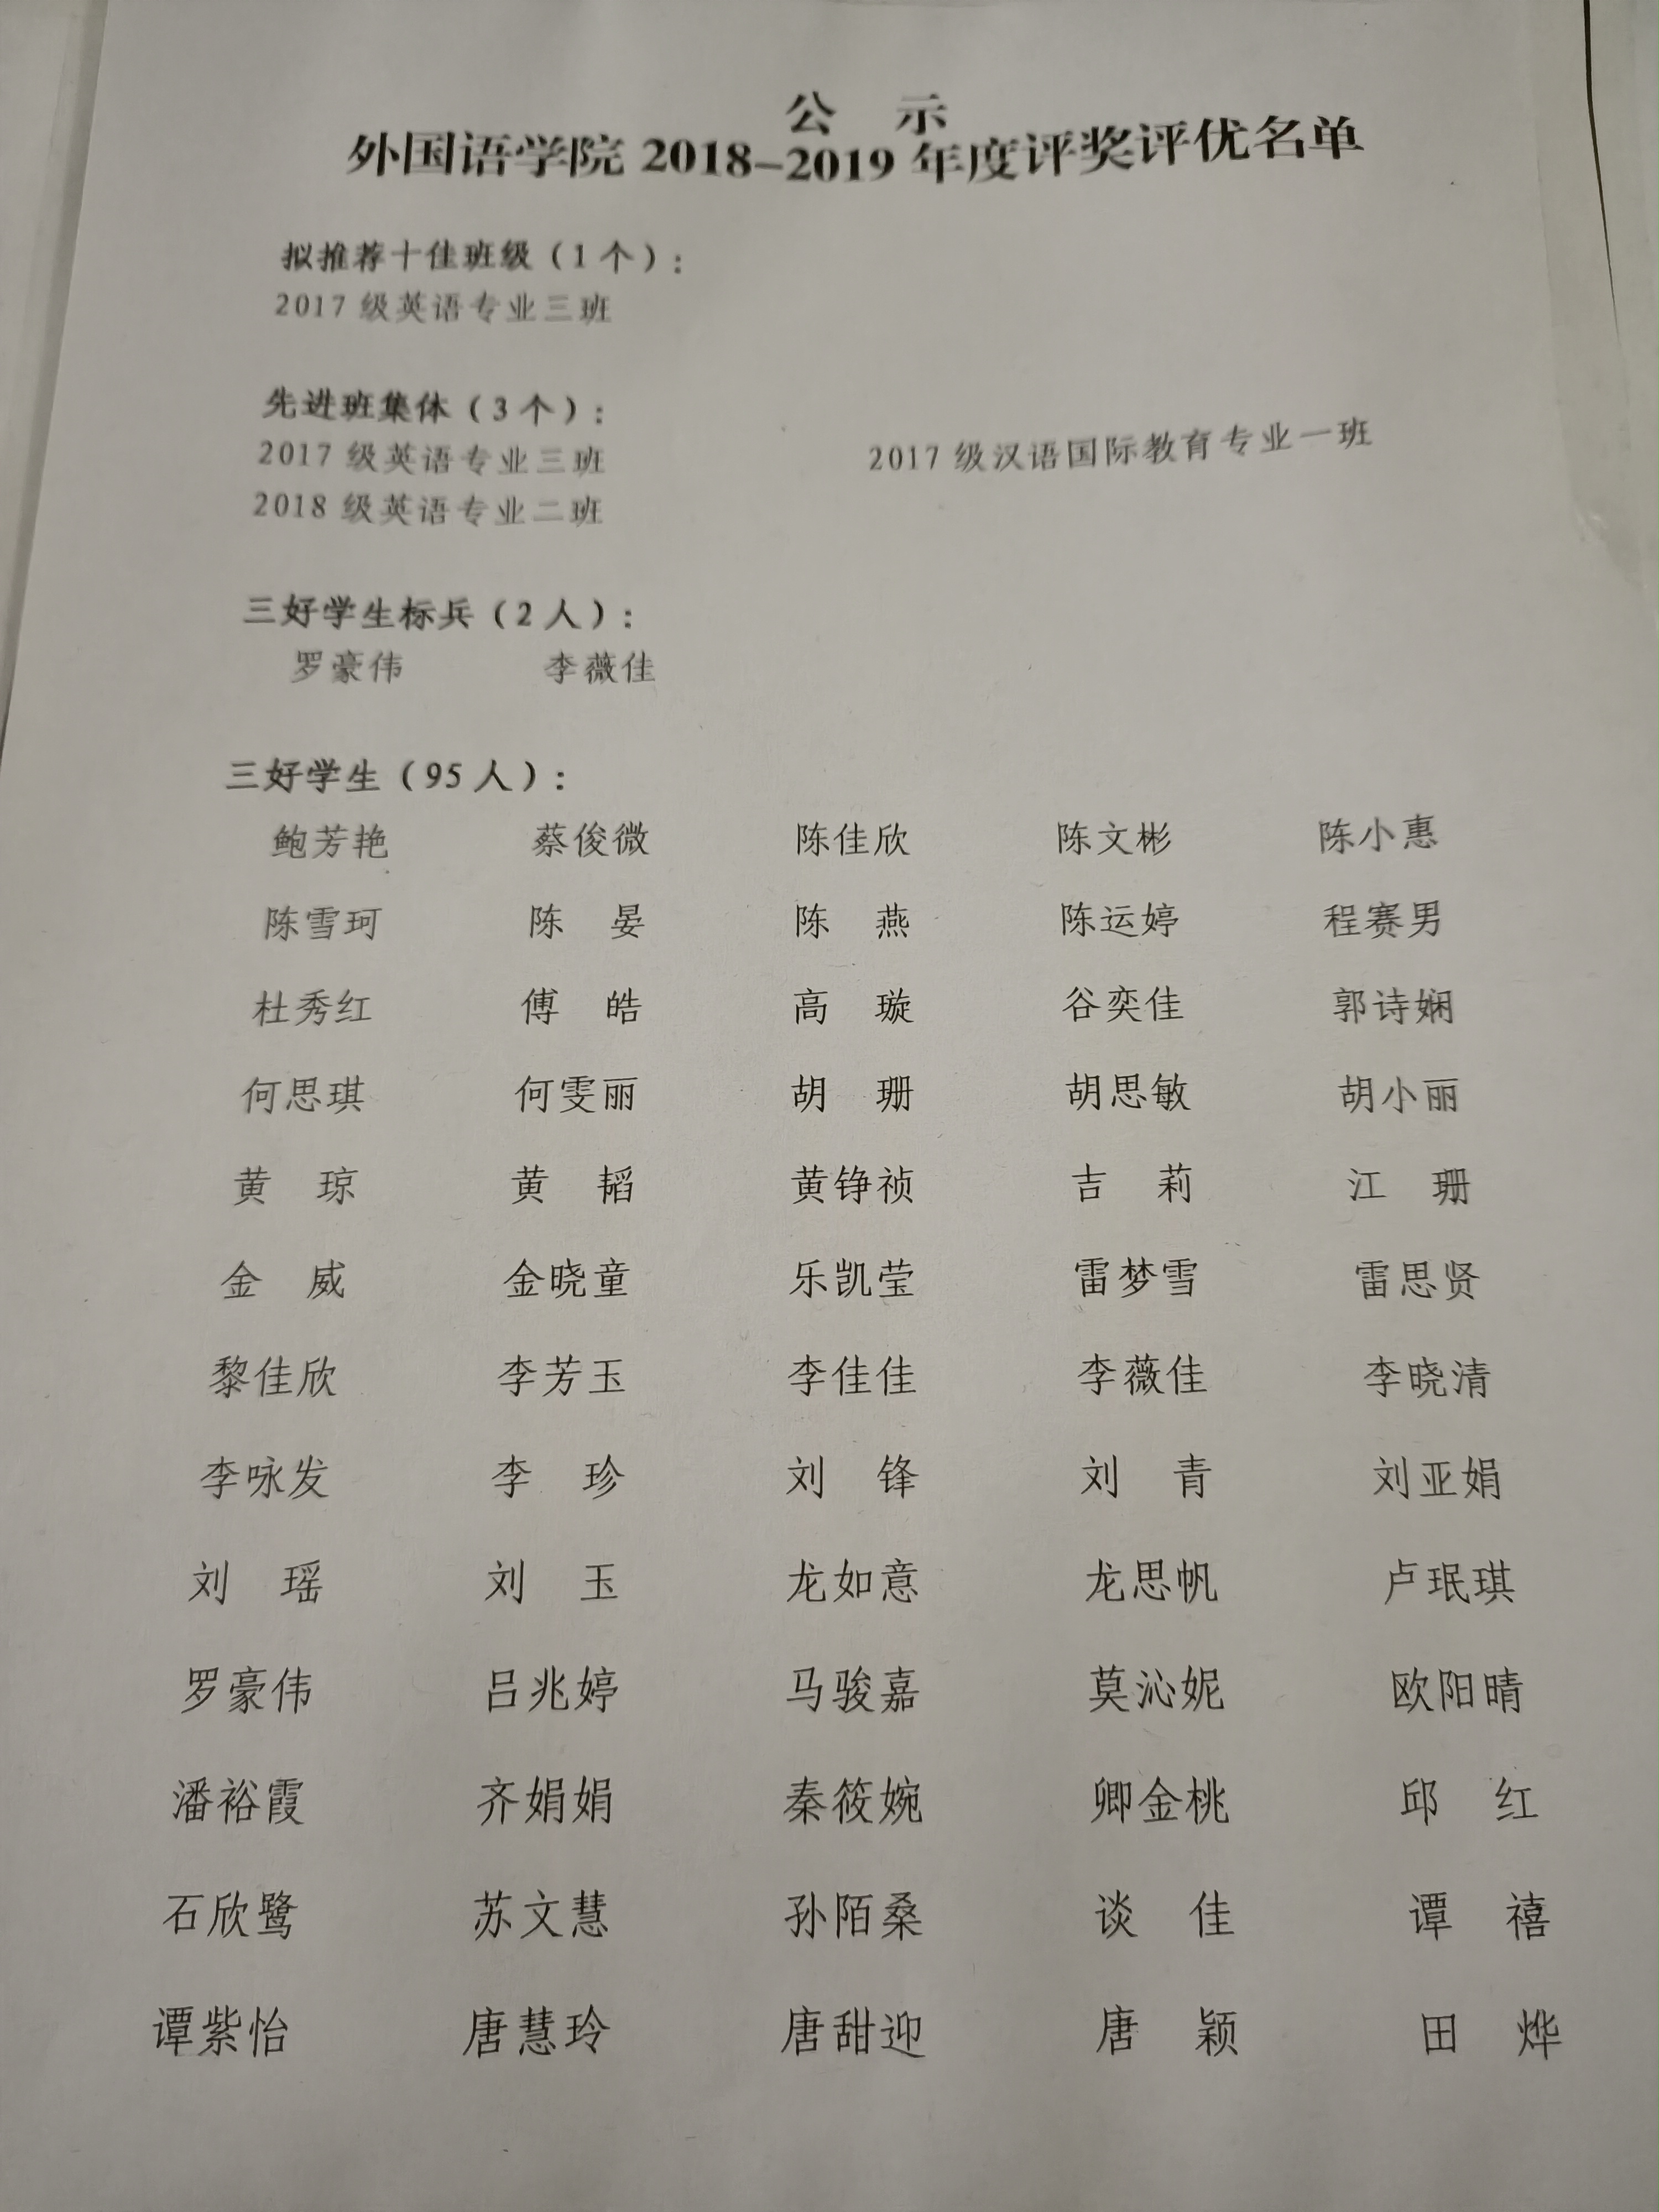 公 示
外国语学院 2018-2019 年度评奖评优名单
拟推荐十佳班级（1 个）：
2017 级英语专业三班
先进班集体（3 个）：
2017 级英语专业三班 2017 级汉语国际教育专业一班
2018 级英语专业二班
三好学生标兵（2 人）：
罗豪伟 李薇佳
三好学生（95 人）：
鲍芳艳 蔡俊微 陈佳欣 陈文彬 陈小惠
陈雪珂 陈 晏 陈 燕 陈运婷 程赛男
杜秀红 傅 皓 高 璇 谷奕佳 郭诗娴
何思琪 何雯丽 胡 珊 胡思敏 胡小丽
黄 琼 黄 韬 黄铮祯 吉 莉 江 珊
金 威 金晓童 乐凯莹 雷梦雪 雷思贤
黎佳欣 李芳玉 李佳佳 李薇佳 李晓清
李咏发 李 珍 刘 锋 刘 青 刘亚娟
刘 瑶 刘 玉 龙如意 龙思帆 卢珉琪
罗豪伟 吕兆婷 马骏嘉 莫沁妮 欧阳晴
潘裕霞 齐娟娟 秦筱婉 卿金桃 邱 红
石欣鹭 苏文慧 孙陌桑 谈 佳 谭 禧
谭紫怡 唐慧玲 唐甜迎 唐 颖 田 烨